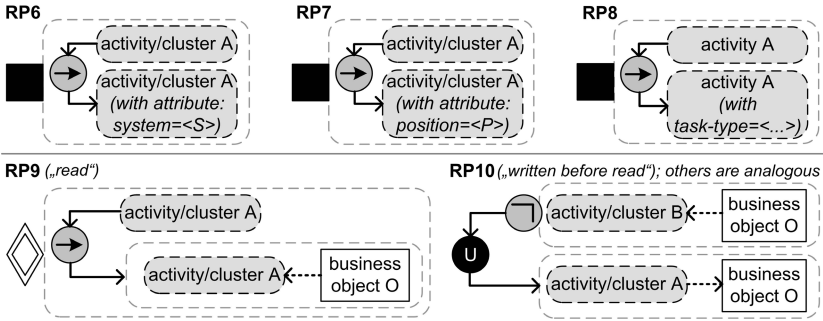 RP6
activity/cluster A
activity/cluster A
(with attribute:
system=<S>)
RP7
activity/cluster A
activity/cluster A
(with attribute:
position=<P>)
RP8
activity A
activity A
(with
task-type=<...>)
RP9 („read“)
activity/cluster A
activity/cluster A
business
object O
RP10 („written before read“); others are analogous
activity/cluster B
business
object O
U
activity/cluster A
business
object O